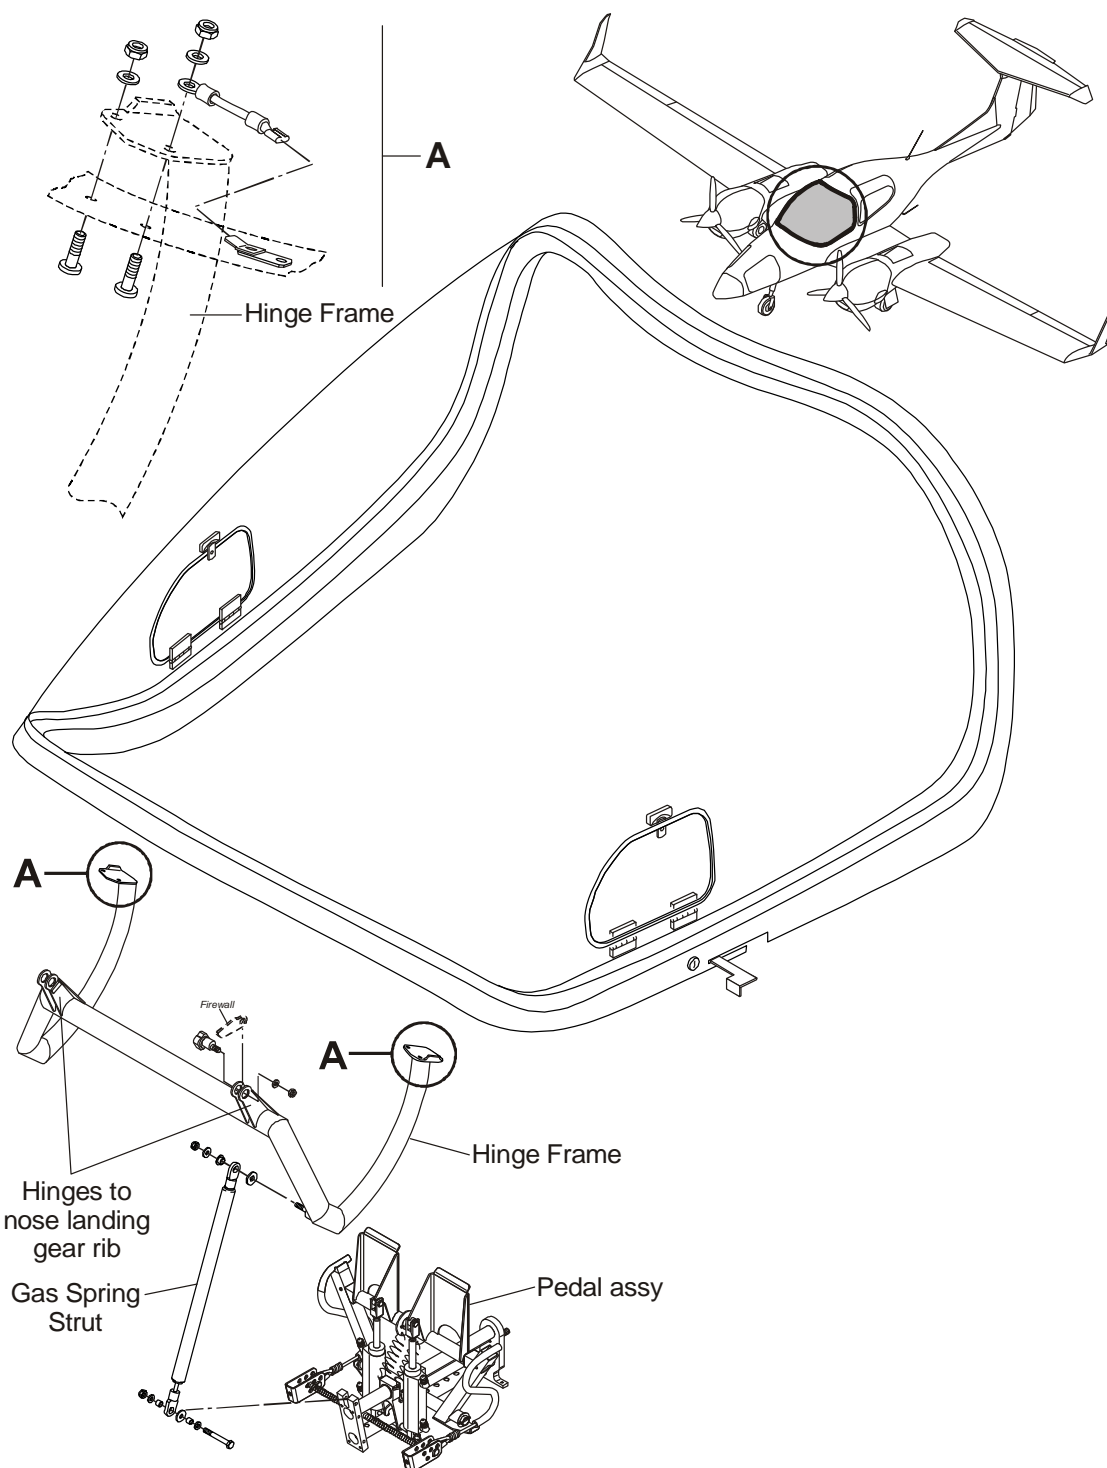 A
Hinge Frame
A
Firewall
A
Hinge Frame
Hinges to
nose landing
gear rib
Gas Spring
Strut
Pedal assy